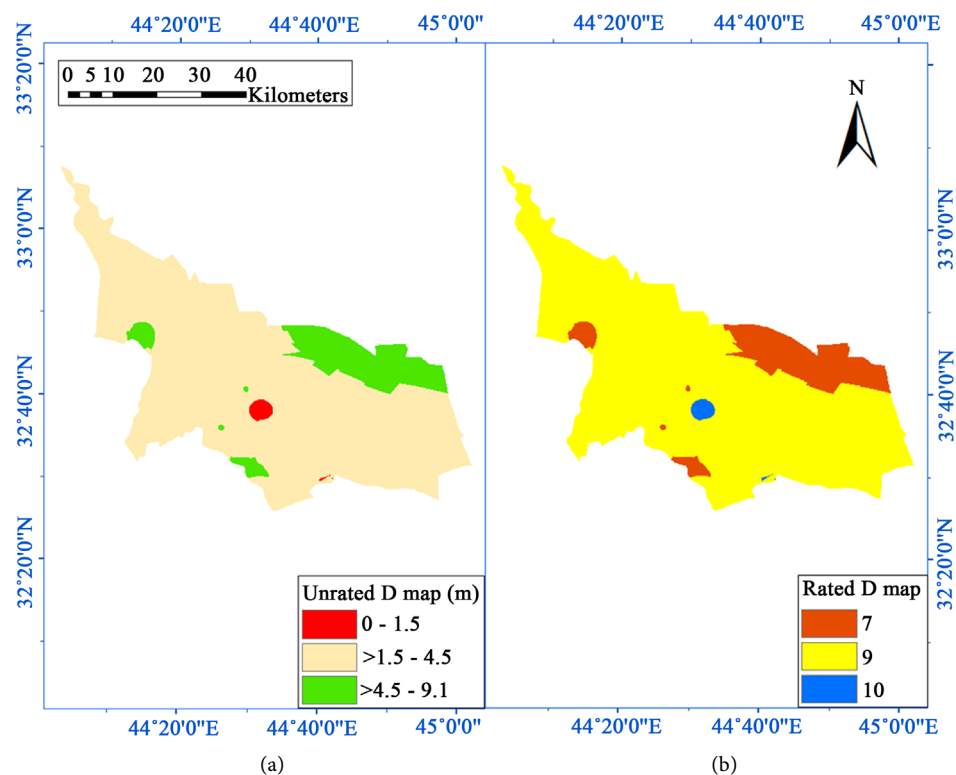 44°20'0"E 44°40'0"E 45°0'0"E 44°20'0"E 44°40'0"E 45°0'0"E
33°20'0"N
33°0'0"N
32°40'0"N
32°20'0"N
0 5 10 20 30 40
Kilometers
N
33°20'0"N
33°0'0"N
32°40'0"N
32°20'0"N
Unrated D map (m)
0 - 1.5
>1.5 - 4.5
>4.5 - 9.1
Rated D map
7
9
10
44°20'0"E 44°40'0"E 45°0'0" 44°20'0"E 44°40'0"E 45°0'0"E
(a) (b)